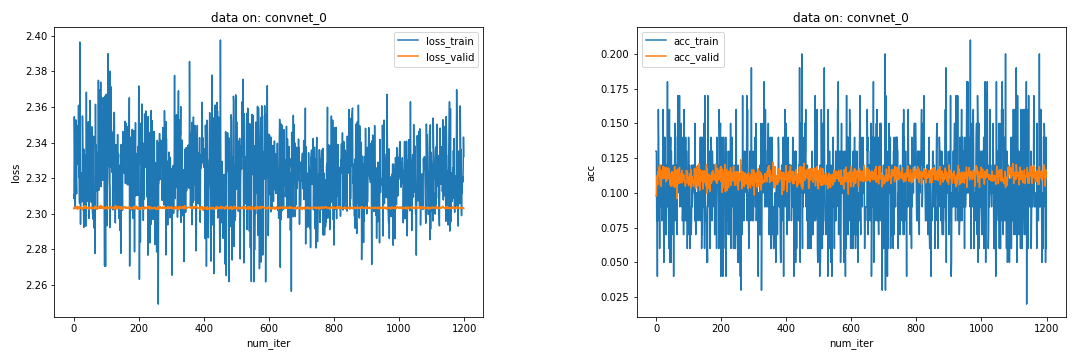 data on: convnet_0
2.40
2.38
2.36
2.34
2.32
2.30
2.28
2.26
loss
loss_train
loss_valid
0 200 400 600 800 1000 1200
num_iter
data on: convnet_0
0.200
0.175
0.150
0.125
0.100
0.075
0.050
0.025
acc
acc_train
acc_valid
0 200 400 600 800 1000 1200
num_iter